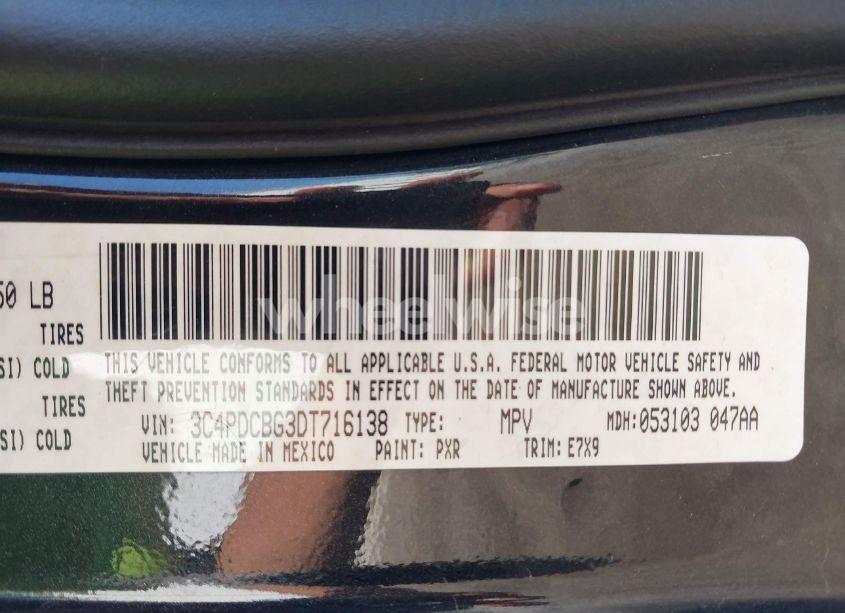 50 LB
TIRES
SI) COLD
TIRES
SI) COLD
wheelwise
THIS VEHICLE CONFORMS TO ALL APPLICABLE U.S.A. FEDERAL MOTOR VEHICLE SAFETY AND
THEFT PREVENTION STANDARDS IN EFFECT ON THE DATE OF MANUFACTURE SHOWN ABOVE.
VIN: 3C4PDCBG3DT716138 TYPE: MPV MDH:053103 047AA
VEHICLE MADE IN MEXICO PAINT: PXR TRIM:E7X9